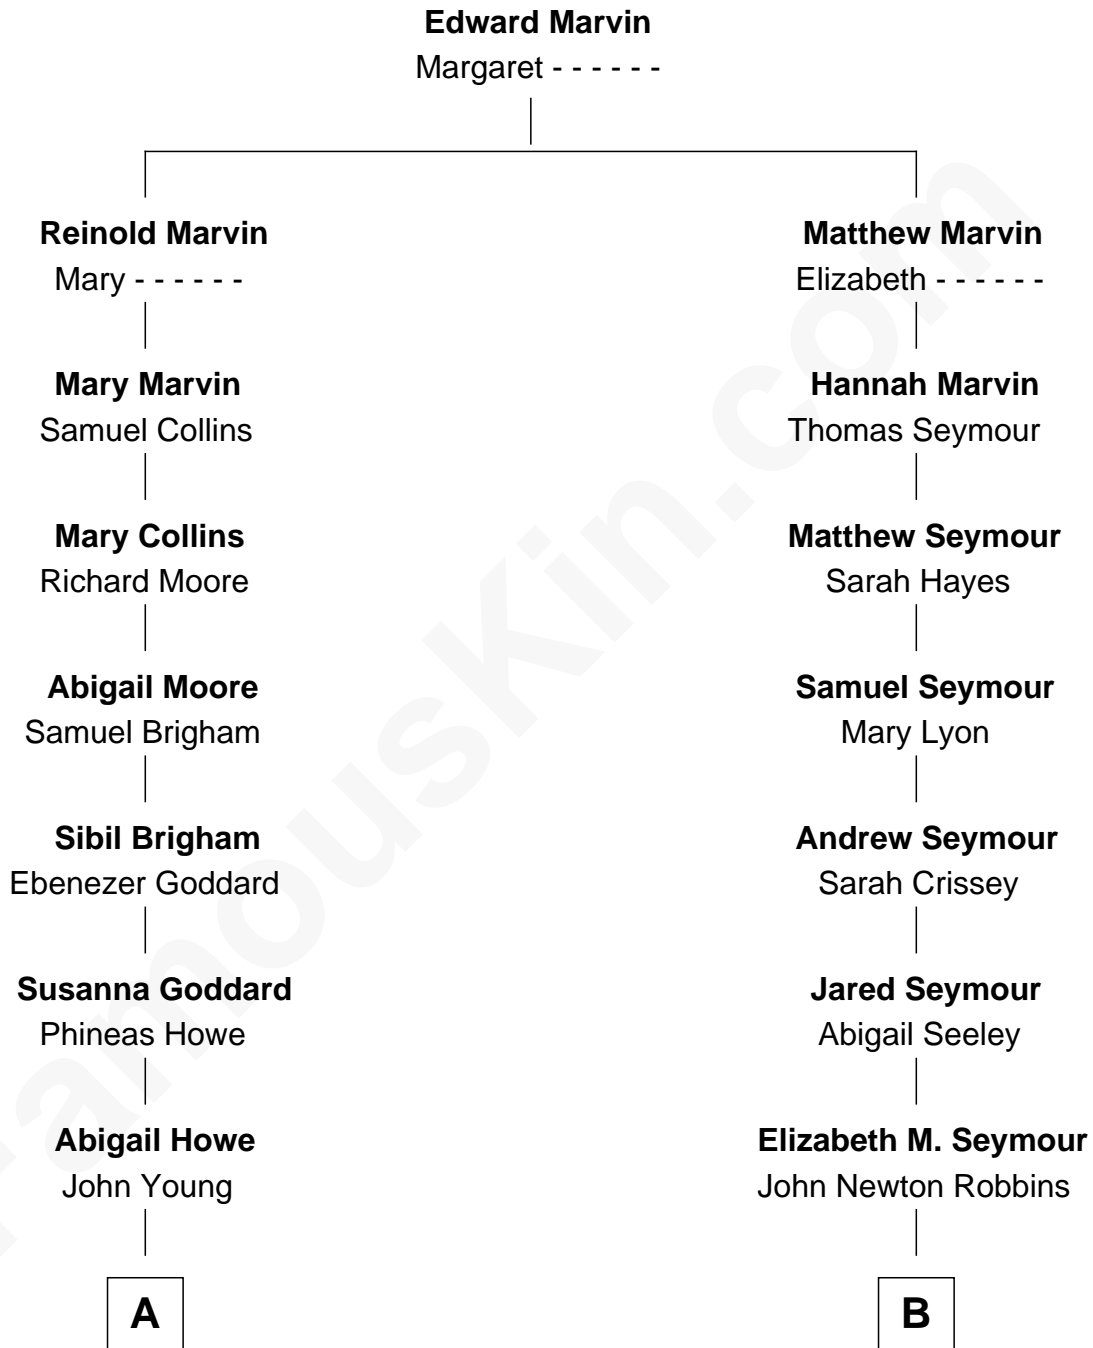 Edward Marvin
Margaret - - - - - -
Reinold Marvin
Mary - - - - - -
Mary Marvin
Samuel Collins
Mary Collins
Richard Moore
Abigail Moore
Samuel Brigham
Sibil Brigham
Ebenezer Goddard
Susanna Goddard
Phineas Howe
Abigail Howe
John Young
A
Matthew Marvin
Elizabeth - - - - - -
Hannah Marvin
Thomas Seymour
Matthew Seymour
Sarah Hayes
Samuel Seymour
Mary Lyon
Andrew Seymour
Sarah Crissey
Jared Seymour
Abigail Seeley
Elizabeth M. Seymour
John Newton Robbins
B
FamousKin.com